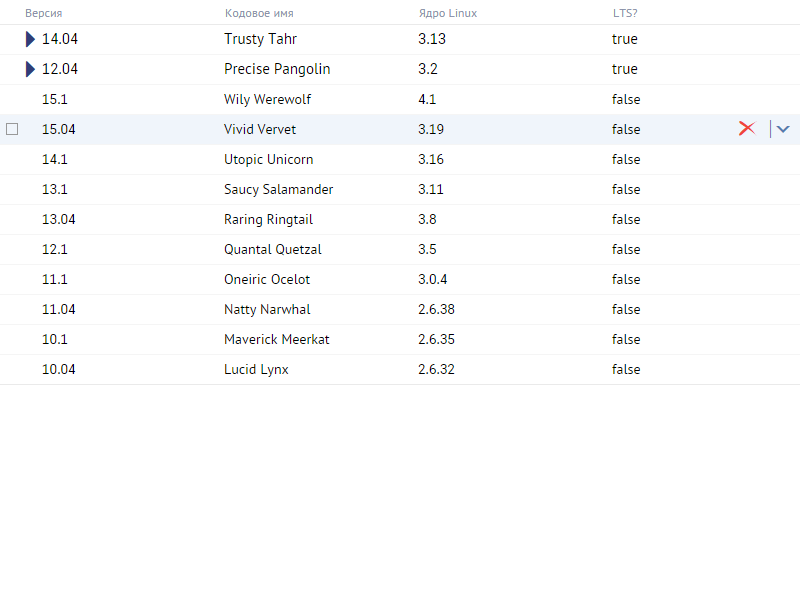 Версия Кодовое имя Ядро Linux LTS?
14.04 Trusty Tahr 3.13 true
12.04 Precise Pangolin 3.2 true
15.1 Wily Werewolf 4.1 false
15.04 Vivid Vervet 3.19 false
14.1 Utopic Unicorn 3.16 false
13.1 Saucy Salamander 3.11 false
13.04 Raring Ringtail 3.8 false
12.1 Quantal Quetzal 3.5 false
11.1 Oneiric Ocelot 3.0.4 false
11.04 Natty Narwhal 2.6.38 false
10.1 Maverick Meerkat 2.6.35 false
10.04 Lucid Lynx 2.6.32 false